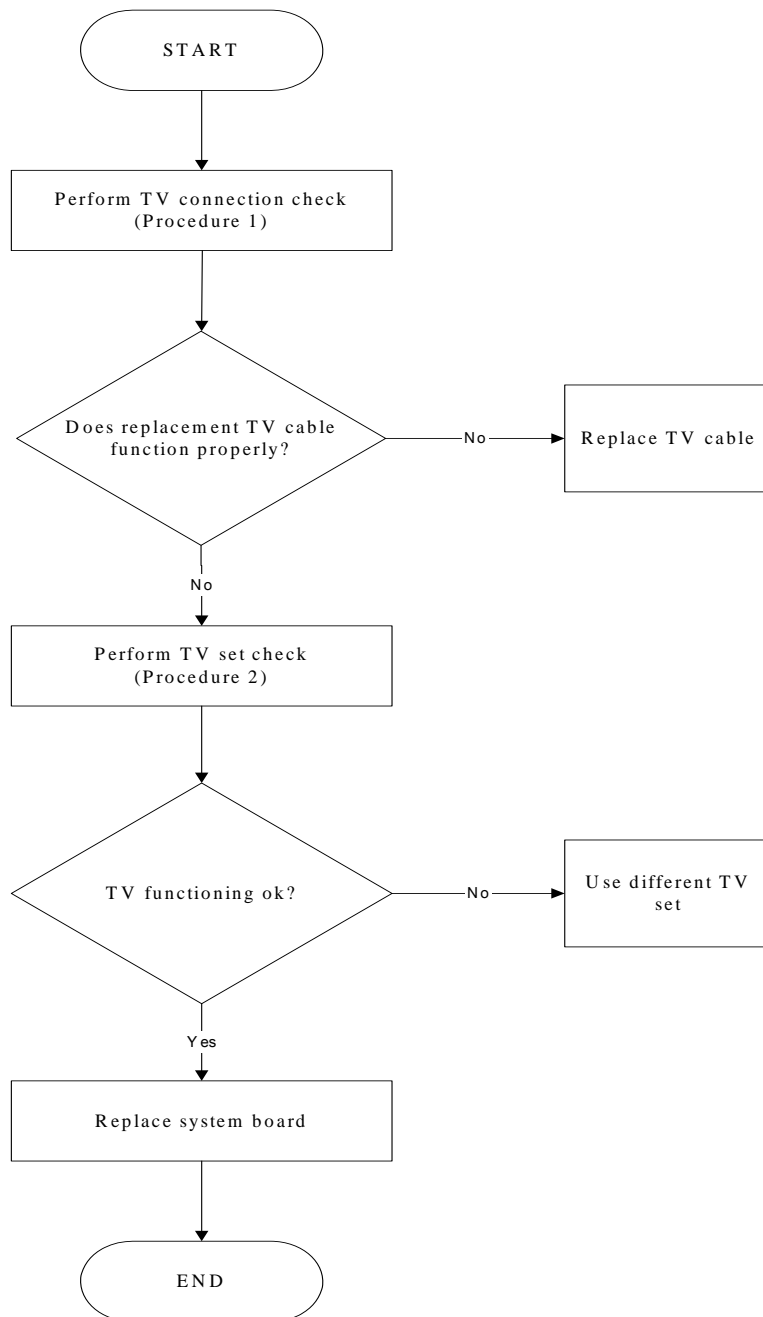 START
Perform TV connection check
(Procedure 1)
Does replacement TV cable
function properly?
No
Replace TV cable
No
Perform TV set check
(Procedure 2)
TV functioning ok?
No
Use different TV
set
Yes
Replace system board
END